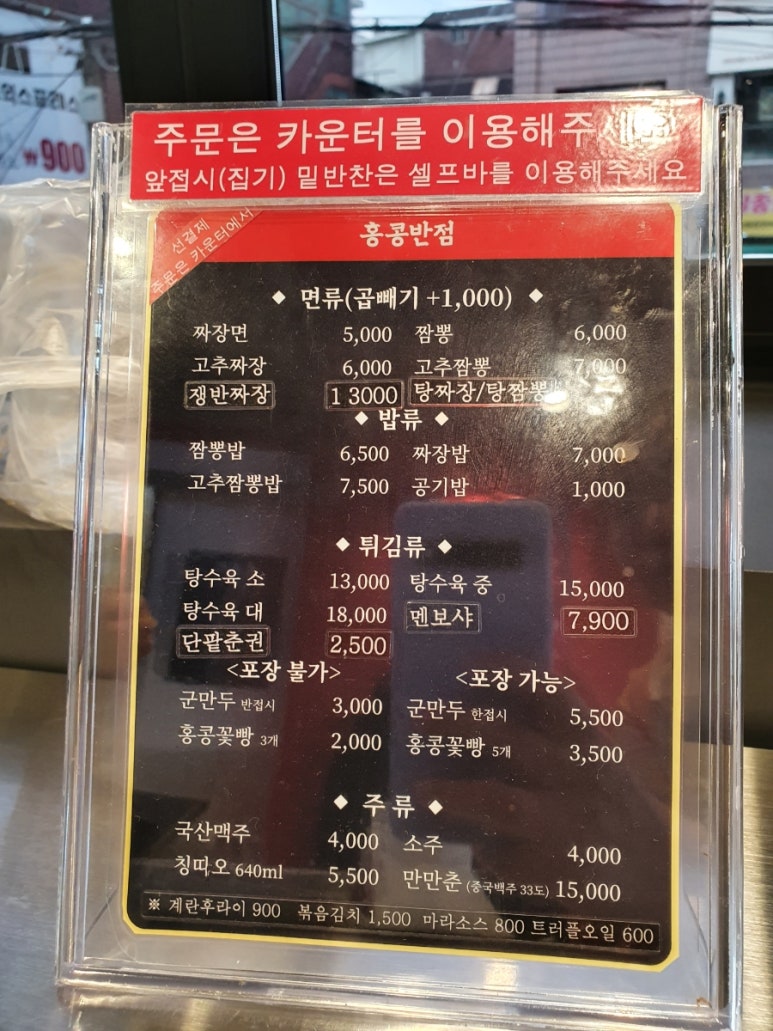 주문은 카운터를 이용해주세요
앞접시(집기) 밑반찬은 셀프바를 이용해주세요
선결제
주문은 카운터에서
홍콩반점
◆ 면류(곱빼기 +1,000) ◆
짜장면 5,000 짬뽕 6,000
고추짜장 6,000 고추짬뽕 7,000
쟁반짜장 1 3000 탕짜장/탕짬뽕
◆ 밥류 ◆
짬뽕밥 6,500 짜장밥 7,000
고추짬뽕밥 7,500 공기밥 1,000
◆ 튀김류 ◆
탕수육 소 13,000 탕수육 중 15,000
탕수육 대 18,000 멘보샤 7,900
단팥춘권 2,500
<포장 불가> <포장 가능>
군만두 반접시 3,000 군만두 한접시 5,500
홍콩꽃빵 3개 2,000 홍콩꽃빵 5개 3,500
◆ 주 류 ◆
국산맥주 4,000 소주 4,000
칭따오 640ml 5,500 만만춘 (중국백주 33도) 15,000
※ 계란후라이 900 볶음김치 1,500 마라소스 800 트러플오일 600
₩900